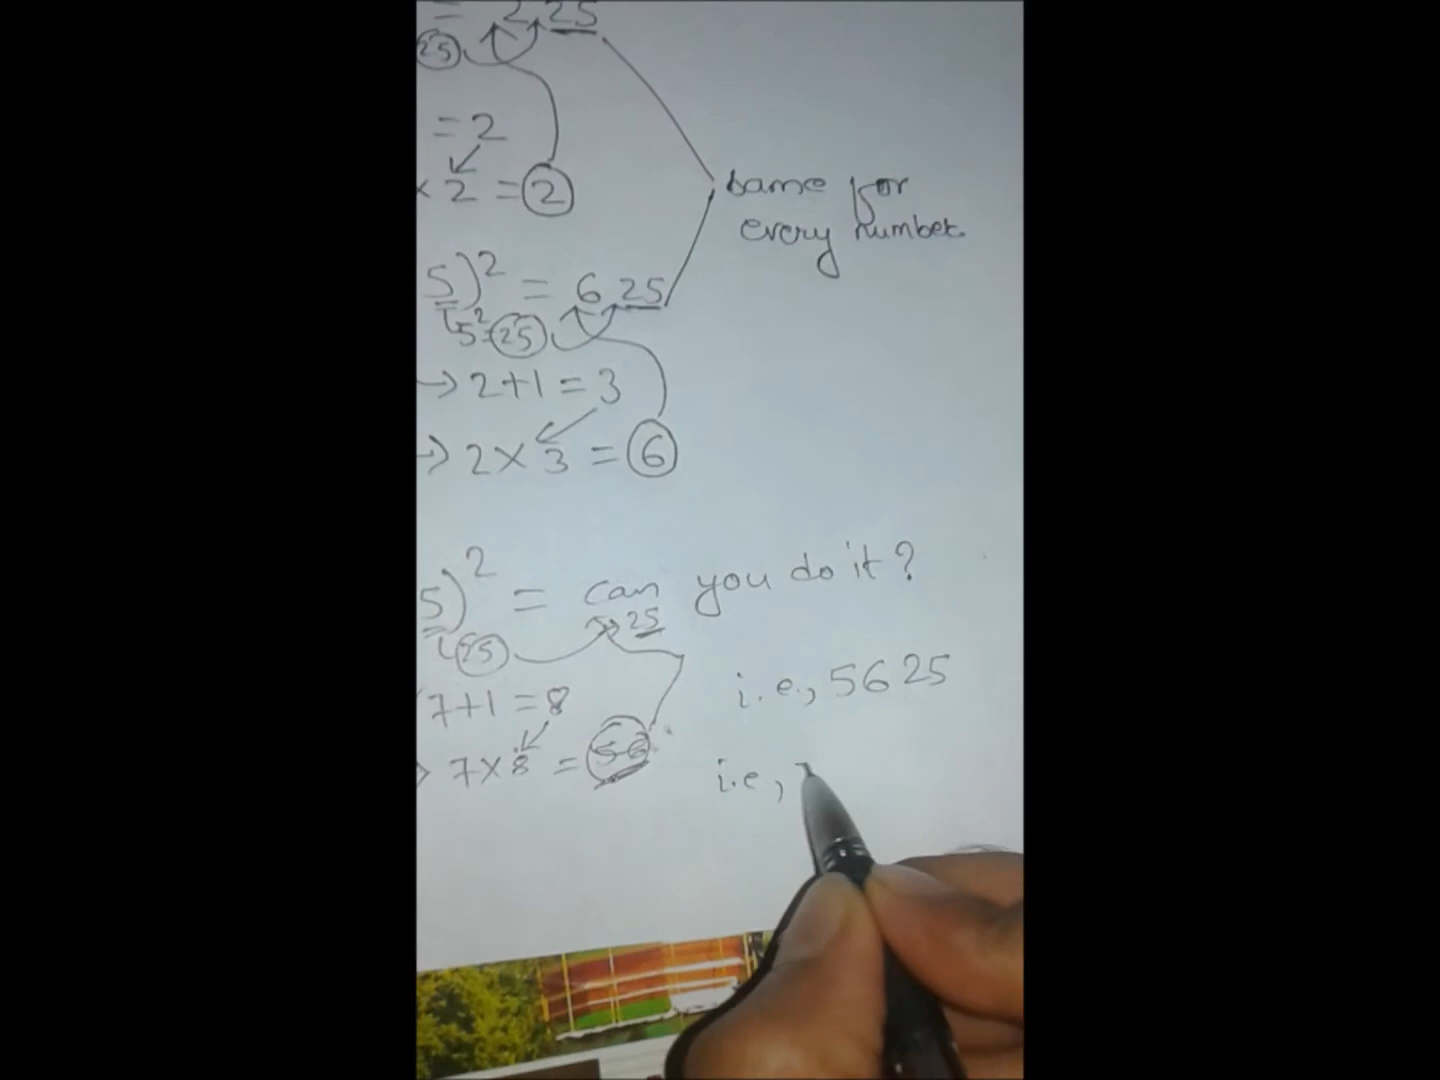 = 2 25
25
= 2
× 2 = 2
same for
every number
5)² = 6 25
5² = 25
→ 2+1 = 3
→ 2 × 3 = 6
5)² = can you do it?
25
25
7+1 = 8
i.e., 5625
7×8 = 56
i.e.,